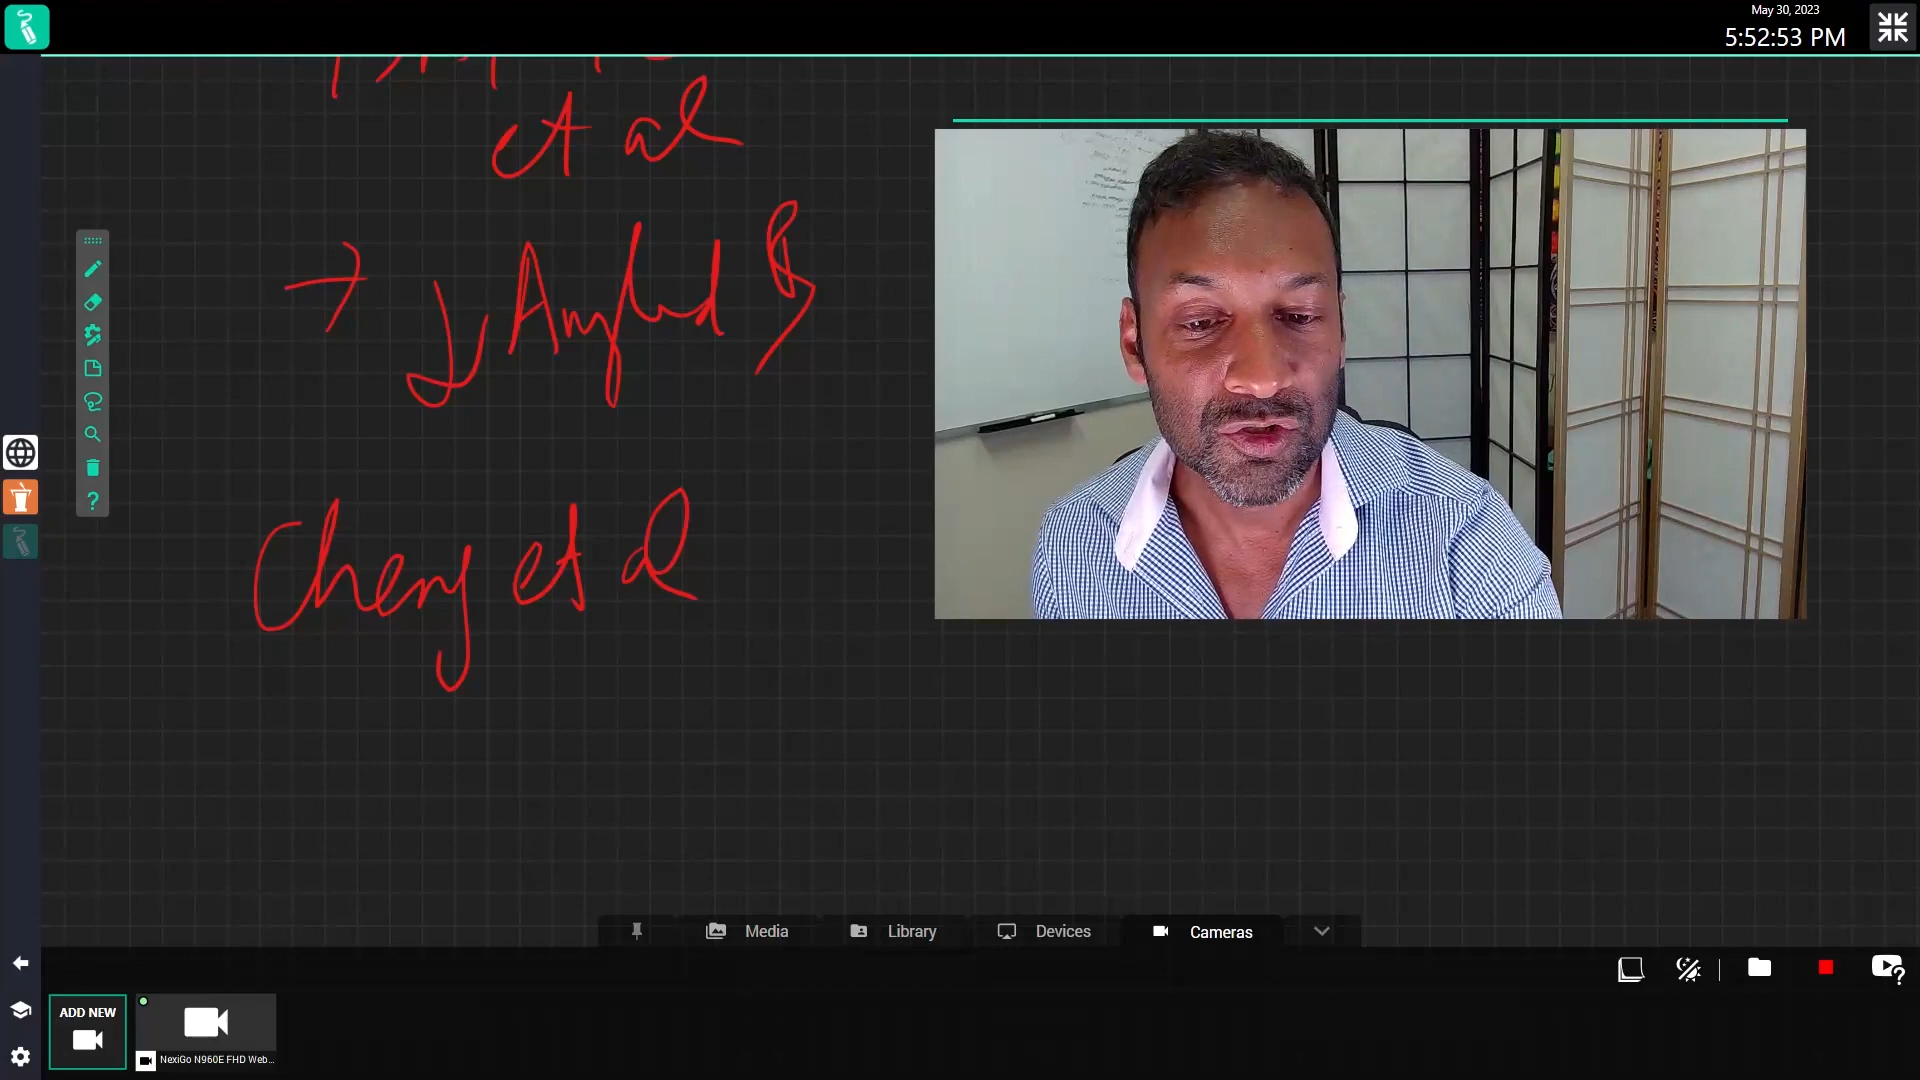 May 30, 2023
5:52:53 PM
et al
→ ↓ Amyloid β
Cheng et al
?
Media
Library
Devices
Cameras
ADD NEW
NexiGo N960E FHD Web...